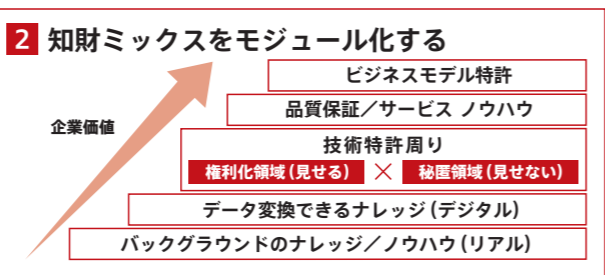 2 知財ミックスをモジュール化する
ビジネスモデル特許
品質保証／サービス ノウハウ
企業価値
技術特許周り
権利化領域（見せる） × 秘匿領域（見せない）
データ変換できるナレッジ（デジタル）
バックグラウンドのナレッジ／ノウハウ（リアル）